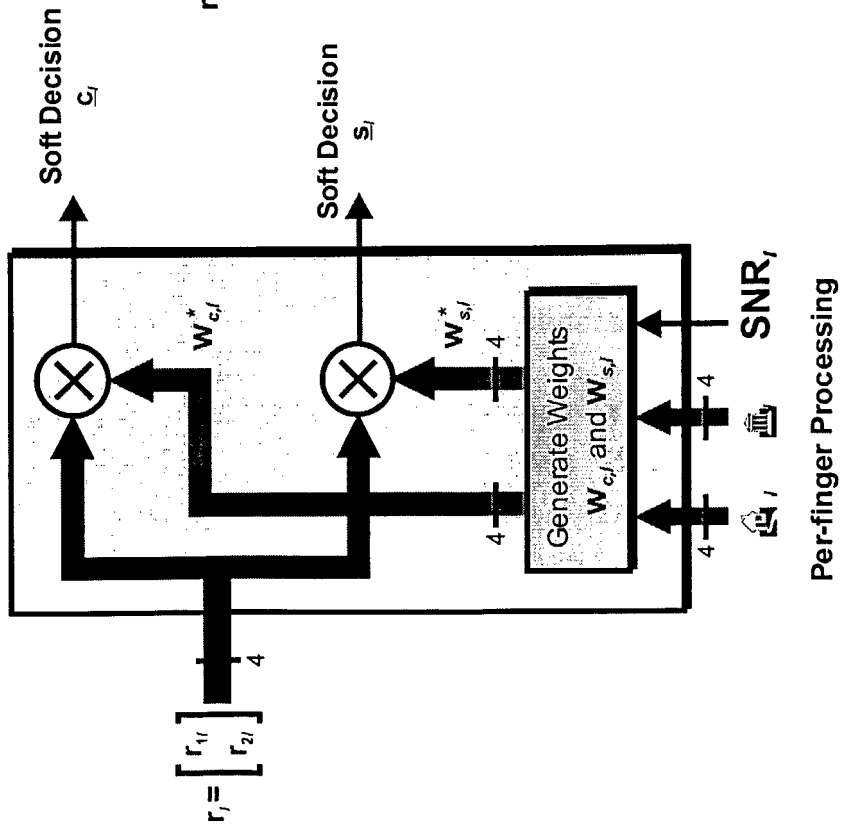 Soft Decision
c_l
r
Soft Decision
s_l
w*_{c,l}
w*_{s,l}
4
4
Generate Weights
w_{c,l} and w_{s,l}
r_l = [ r_{1l}
r_{2l} ]
4
4
4
l
SNR_l
Per-finger Processing